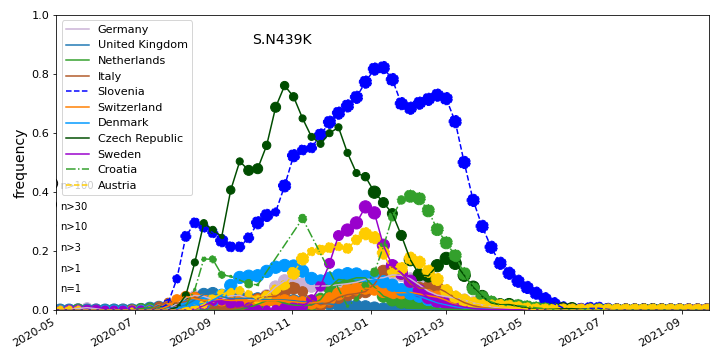 S.N439K
frequency
1.0
0.8
0.6
0.4
0.2
0.0
Germany
United Kingdom
Netherlands
Italy
Slovenia
Switzerland
Denmark
Czech Republic
Sweden
Croatia
Austria
n>100
n>30
n>10
n>3
n>1
n=1
2020-05
2020-07
2020-09
2020-11
2021-01
2021-03
2021-05
2021-07
2021-09